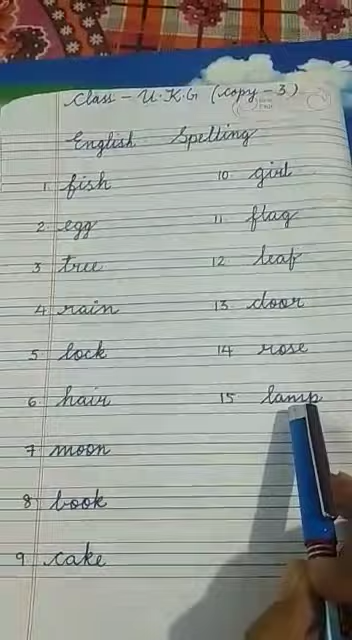 Class - U.K.G (copy - 3)
English Spelling
1. fish
2. egg
3 tree
4 rain
5 lock
6. hair
7 moon
8 book
9 cake
10. girl
11. flag
12 leaf
13 door
14 rose
15 lamp